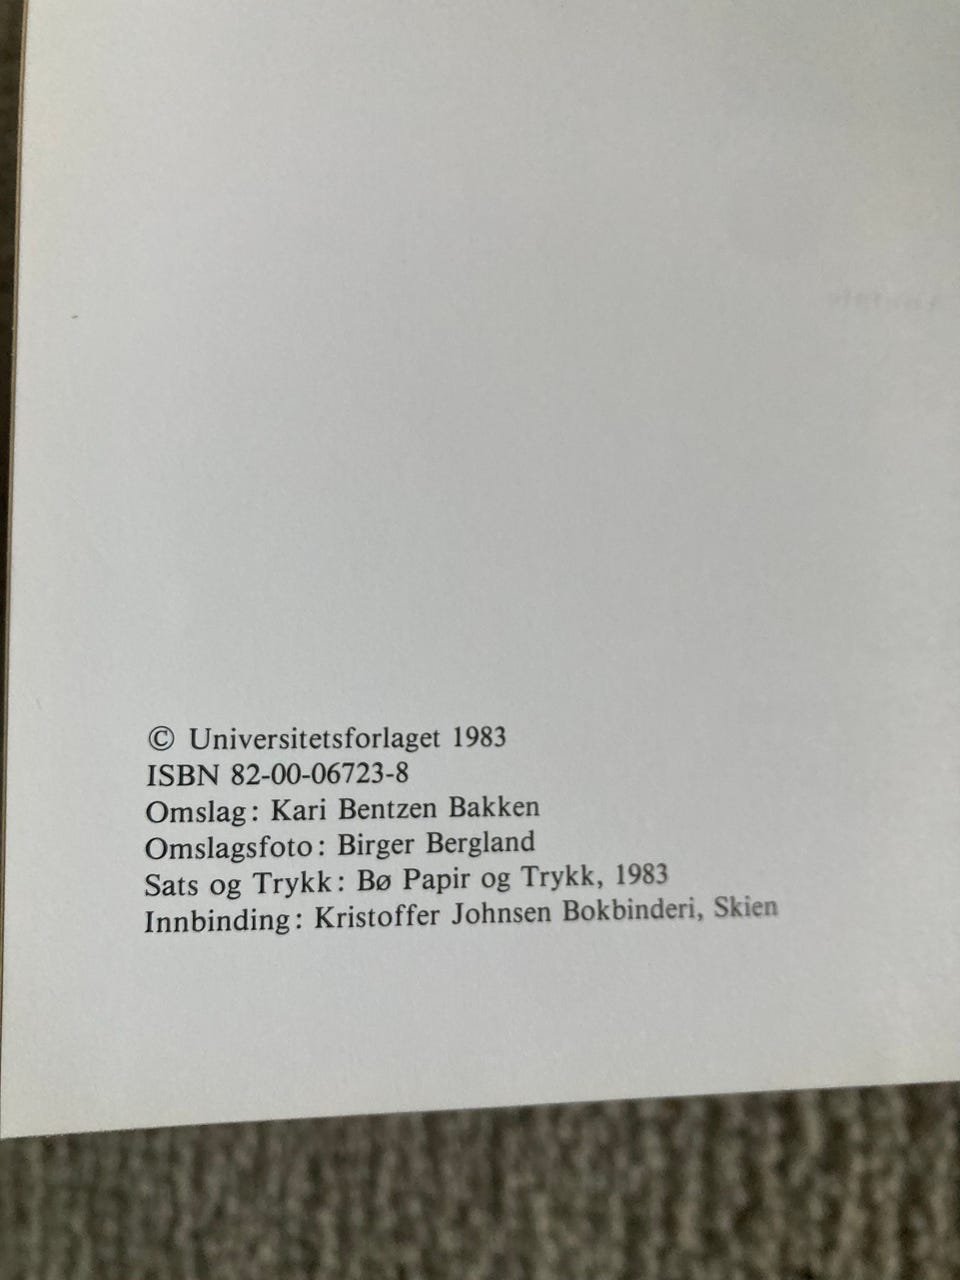 © Universitetsforlaget 1983
ISBN 82-00-06723-8
Omslag: Kari Bentzen Bakken
Omslagsfoto: Birger Bergland
Sats og Trykk: Bø Papir og Trykk, 1983
Innbinding: Kristoffer Johnsen Bokbinderi, Skien